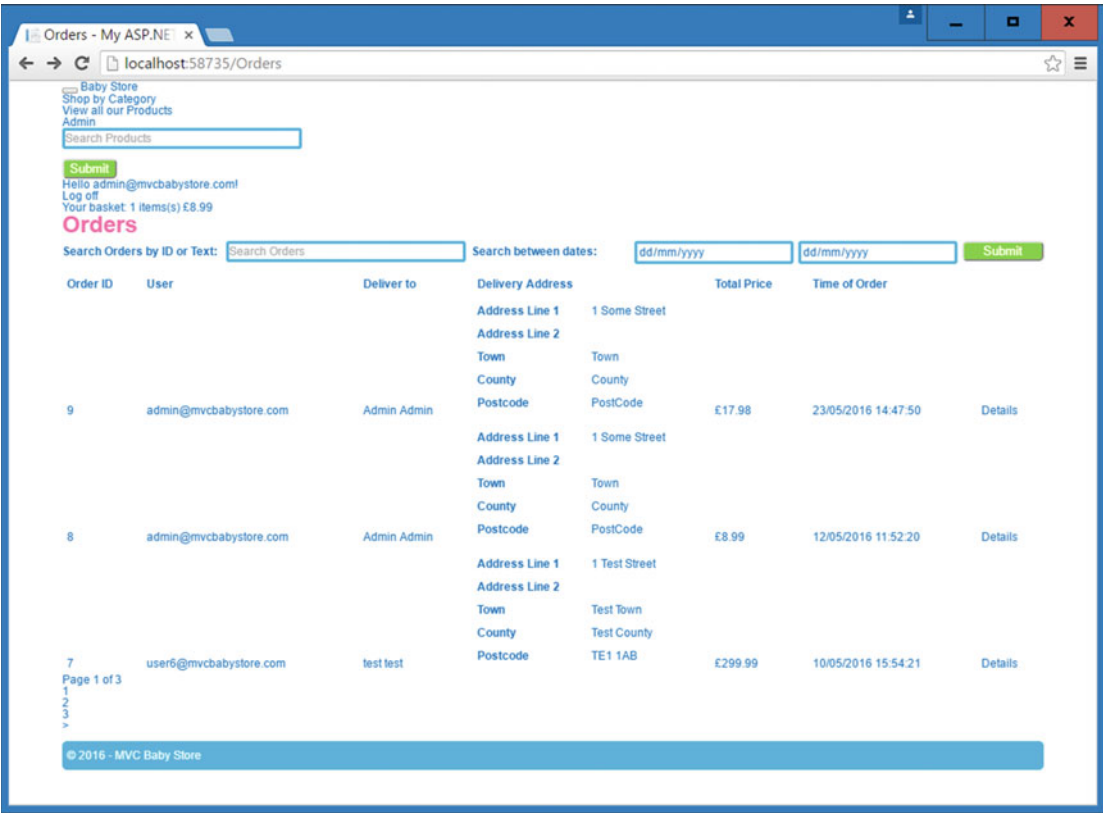 Orders - My ASP.NET
localhost:58735/Orders
Baby Store
Shop by Category
View all our Products
Admin
Search Products
Submit
Hello admin@mvcbabystore.com!
Log off
Your basket: 1 items(s) £8.99
Orders
Search Orders by ID or Text: Search Orders Search between dates: dd/mm/yyyy dd/mm/yyyy Submit
Order ID User Deliver to Delivery Address Total Price Time of Order
Address Line 1 1 Some Street
Address Line 2
Town Town
County County
Postcode PostCode
9 admin@mvcbabystore.com Admin Admin £17.98 23/05/2016 14:47:50 Details
Address Line 1 1 Some Street
Address Line 2
Town Town
County County
Postcode PostCode
8 admin@mvcbabystore.com Admin Admin £8.99 12/05/2016 11:52:20 Details
Address Line 1 1 Test Street
Address Line 2
Town Test Town
County Test County
Postcode TE1 1AB
7 user6@mvcbabystore.com test test £299.99 10/05/2016 15:54:21 Details
Page 1 of 3
1
2
3
>
© 2016 - MVC Baby Store